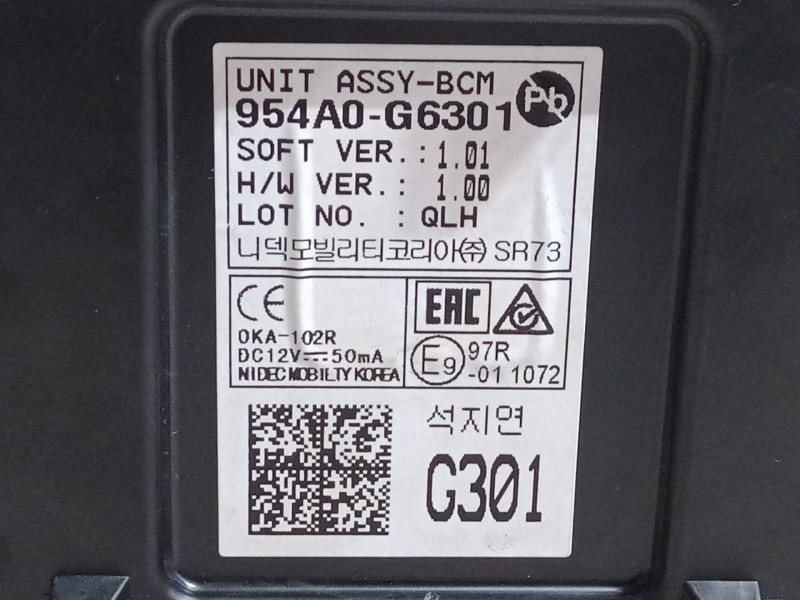 UNIT ASSY-BCM
Pb
954A0-G6301
SOFT VER.: 1.01
H/W VER.: 1.00
LOT NO. : QLH
니덱모빌리티코리아㈜ SR73
CE
EAC
OKA-102R
DC12V⎓50mA
NIDEC MOBILTY KOREA
E9
97R
-01 1072
석지연
G301